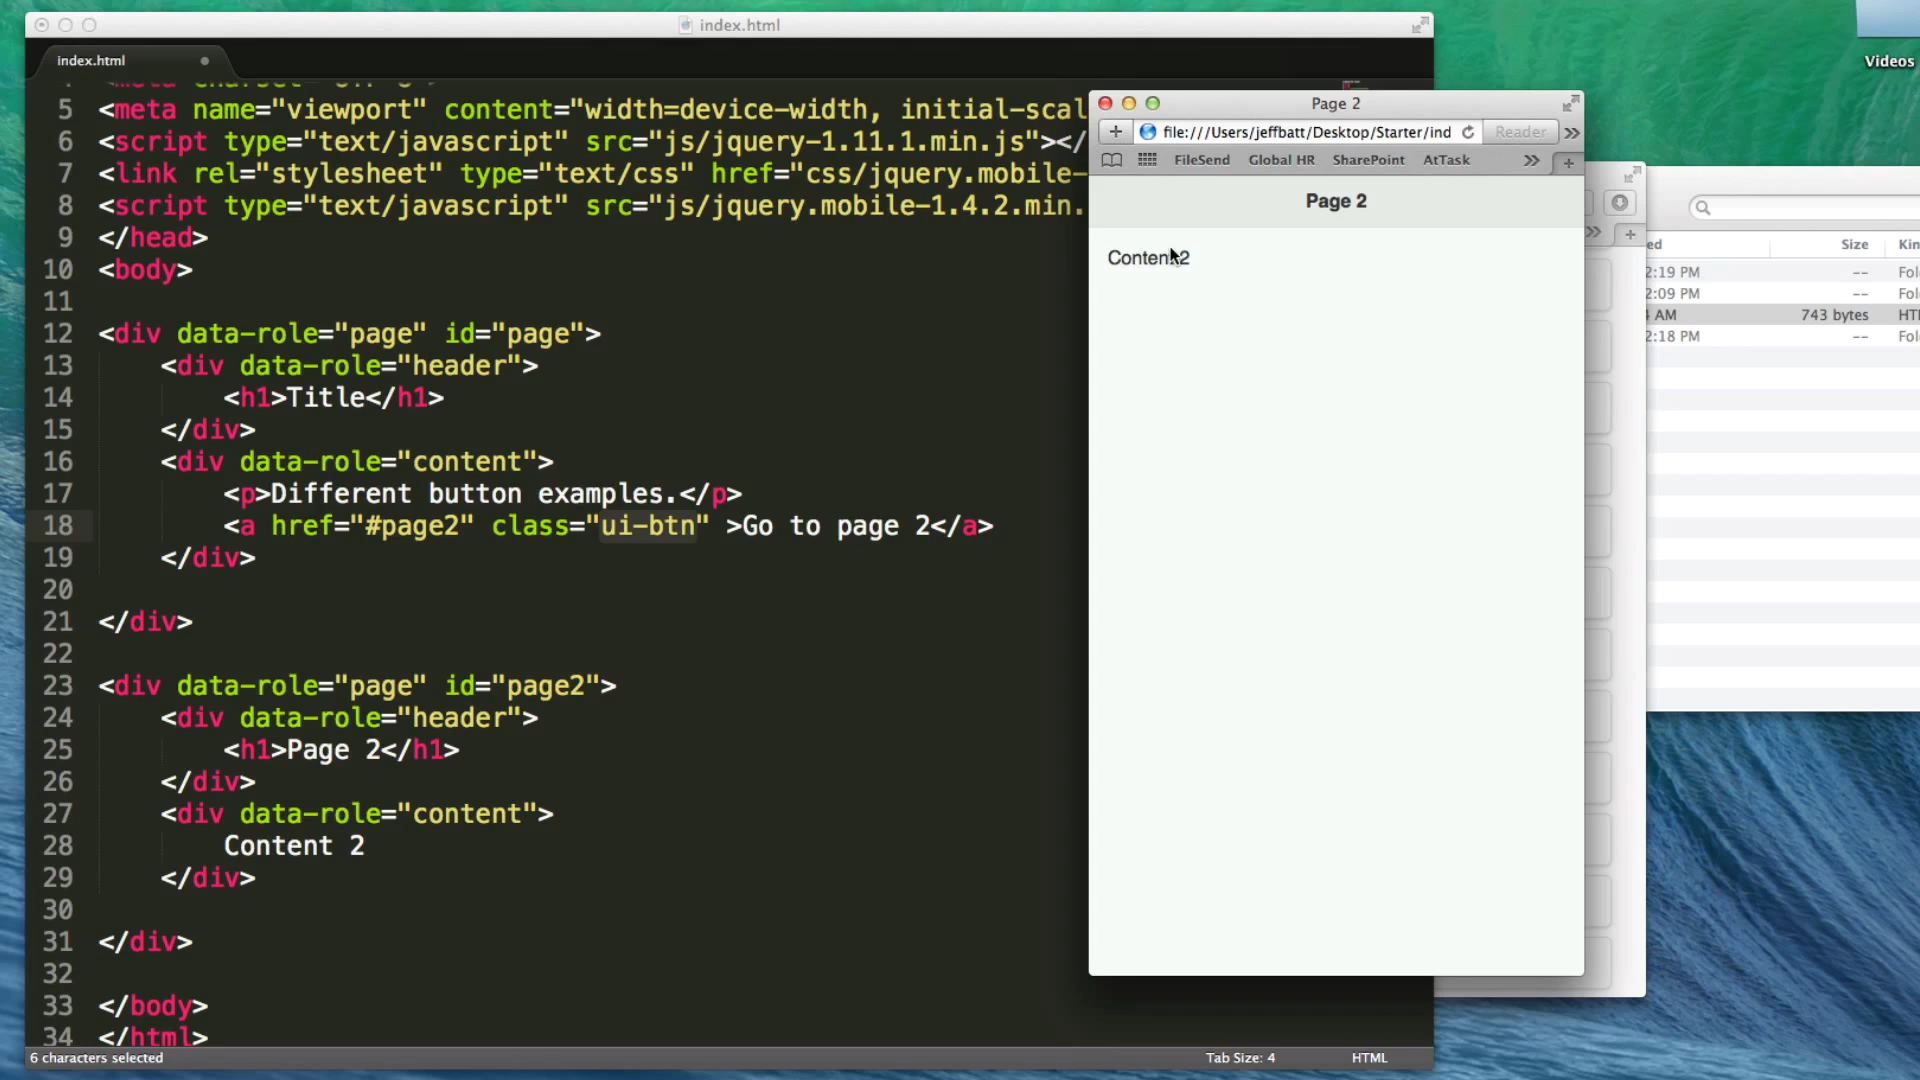 index.html
index.html
5 <meta name="viewport" content="width=device-width, initial-scal
6 <script type="text/javascript" src="js/jquery-1.11.1.min.js"></
7 <link rel="stylesheet" type="text/css" href="css/jquery.mobile-
8 <script type="text/javascript" src="js/jquery.mobile-1.4.2.min.
9 </head>
10 <body>
11
12 <div data-role="page" id="page">
13 <div data-role="header">
14 <h1>Title</h1>
15 </div>
16 <div data-role="content">
17 <p>Different button examples.</p>
18 <a href="#page2" class="ui-btn" >Go to page 2</a>
19 </div>
20
21 </div>
22
23 <div data-role="page" id="page2">
24 <div data-role="header">
25 <h1>Page 2</h1>
26 </div>
27 <div data-role="content">
28 Content 2
29 </div>
30
31 </div>
32
33 </body>
34 </html>
6 characters selected
Tab Size: 4
HTML
Page 2
file:///Users/jeffbatt/Desktop/Starter/ind
Reader
FileSend Global HR SharePoint AtTask
Page 2
Content 2
Videos
ed Size Kin
2:19 PM -- Fol
2:09 PM -- Fol
AM 743 bytes HT
2:18 PM -- Fol